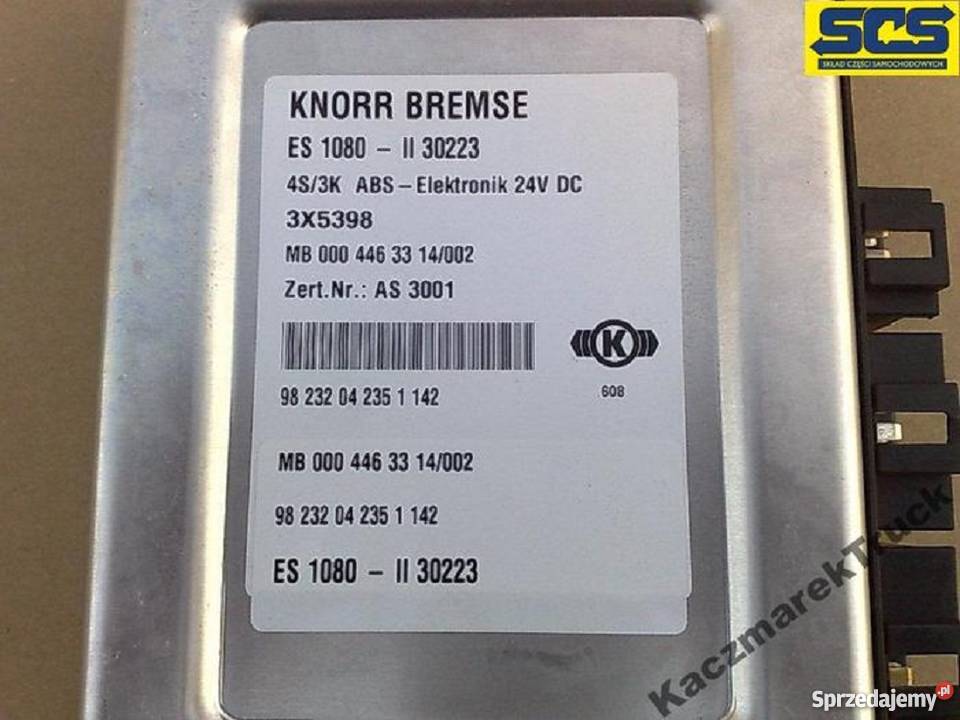 SCS
SKŁAD CZĘŚCI SAMOCHODOWYCH
KNORR BREMSE
ES 1080 – II 30223
4S/3K ABS – Elektronik 24V DC
3X5398
MB 000 446 33 14/002
Zert.Nr.: AS 3001
K
608
98 232 04 235 1 142
MB 000 446 33 14/002
98 232 04 235 1 142
ES 1080 – II 30223
KaczmarekTruck
Sprzedajemy.pl